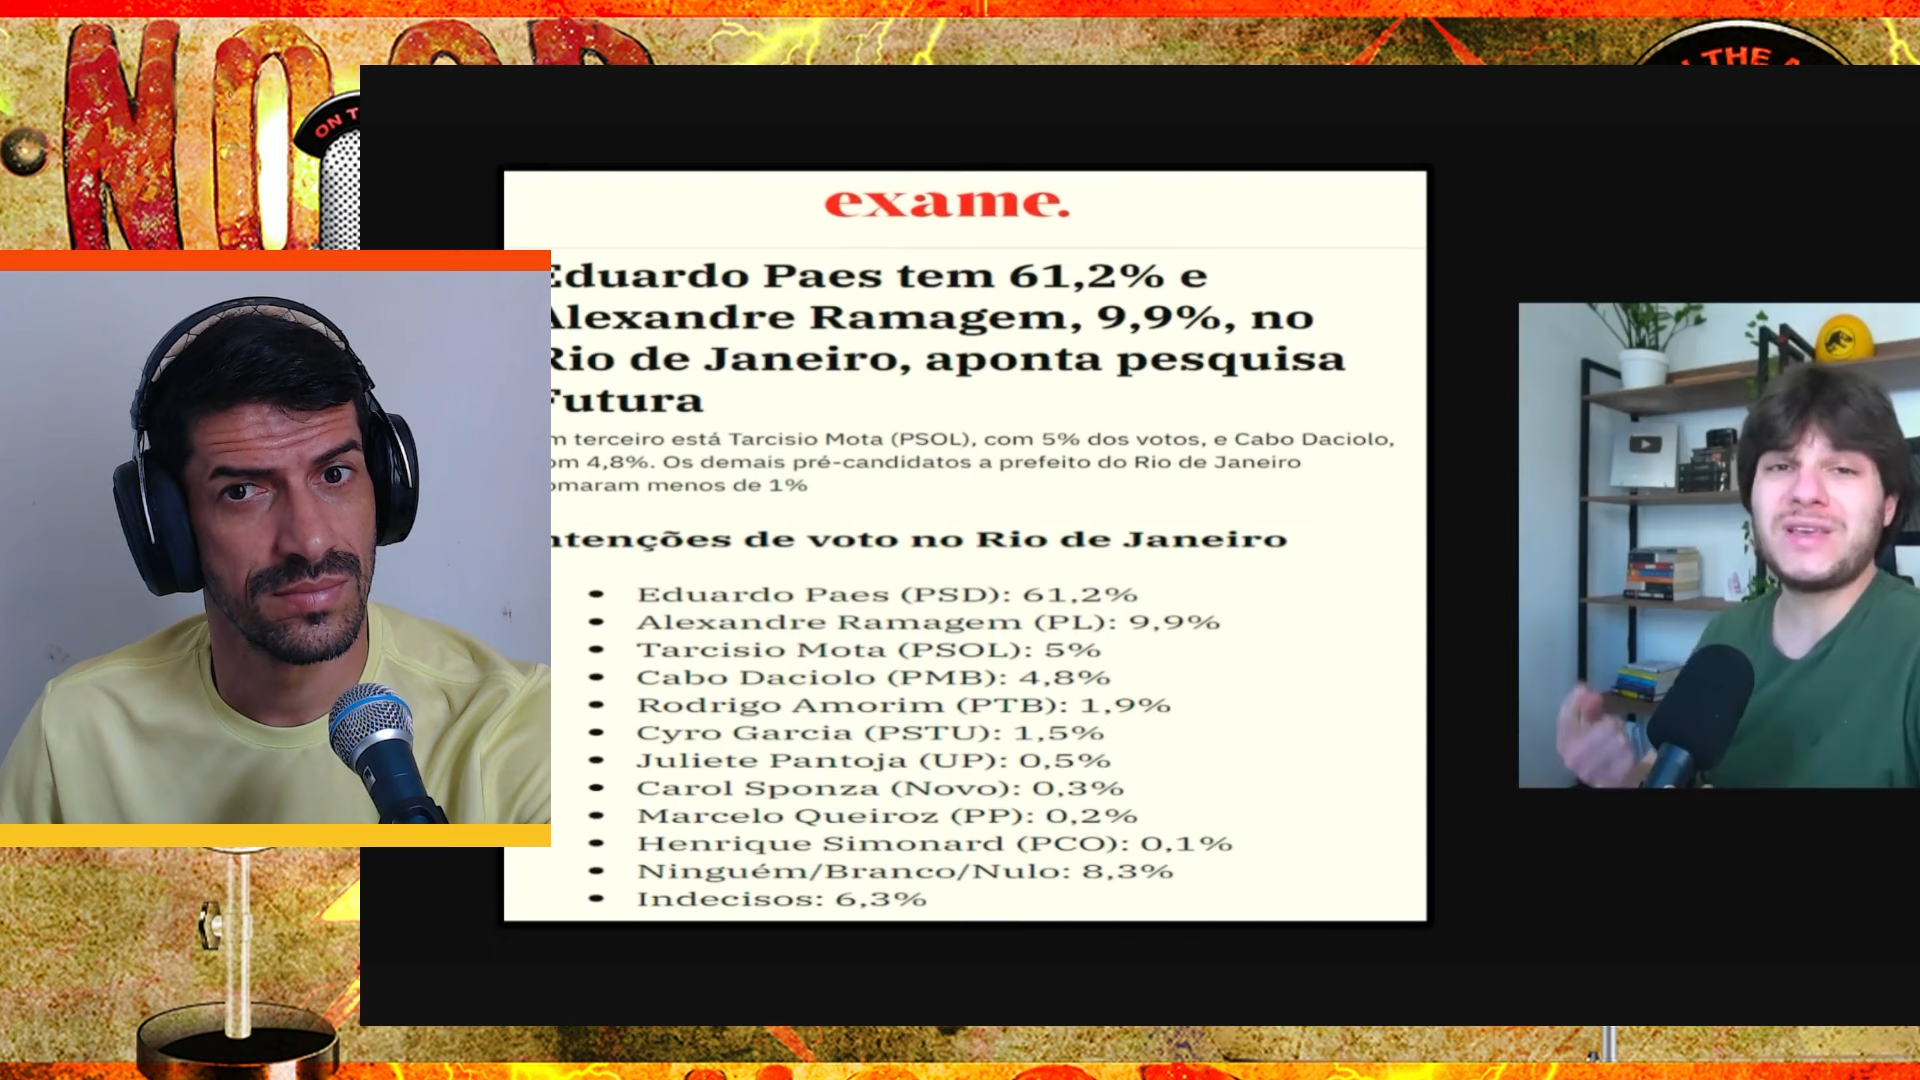 ON THE A
ON T
exame.
Eduardo Paes tem 61,2% e
Alexandre Ramagem, 9,9%, no
Rio de Janeiro, aponta pesquisa
Futura
m terceiro está Tarcisio Mota (PSOL), com 5% dos votos, e Cabo Daciolo,
om 4,8%. Os demais pré-candidatos a prefeito do Rio de Janeiro
omaram menos de 1%
ntenções de voto no Rio de Janeiro
• Eduardo Paes (PSD): 61,2%
• Alexandre Ramagem (PL): 9,9%
• Tarcisio Mota (PSOL): 5%
• Cabo Daciolo (PMB): 4,8%
• Rodrigo Amorim (PTB): 1,9%
• Cyro Garcia (PSTU): 1,5%
• Juliete Pantoja (UP): 0,5%
• Carol Sponza (Novo): 0,3%
• Marcelo Queiroz (PP): 0,2%
• Henrique Simonard (PCO): 0,1%
• Ninguém/Branco/Nulo: 8,3%
• Indecisos: 6,3%